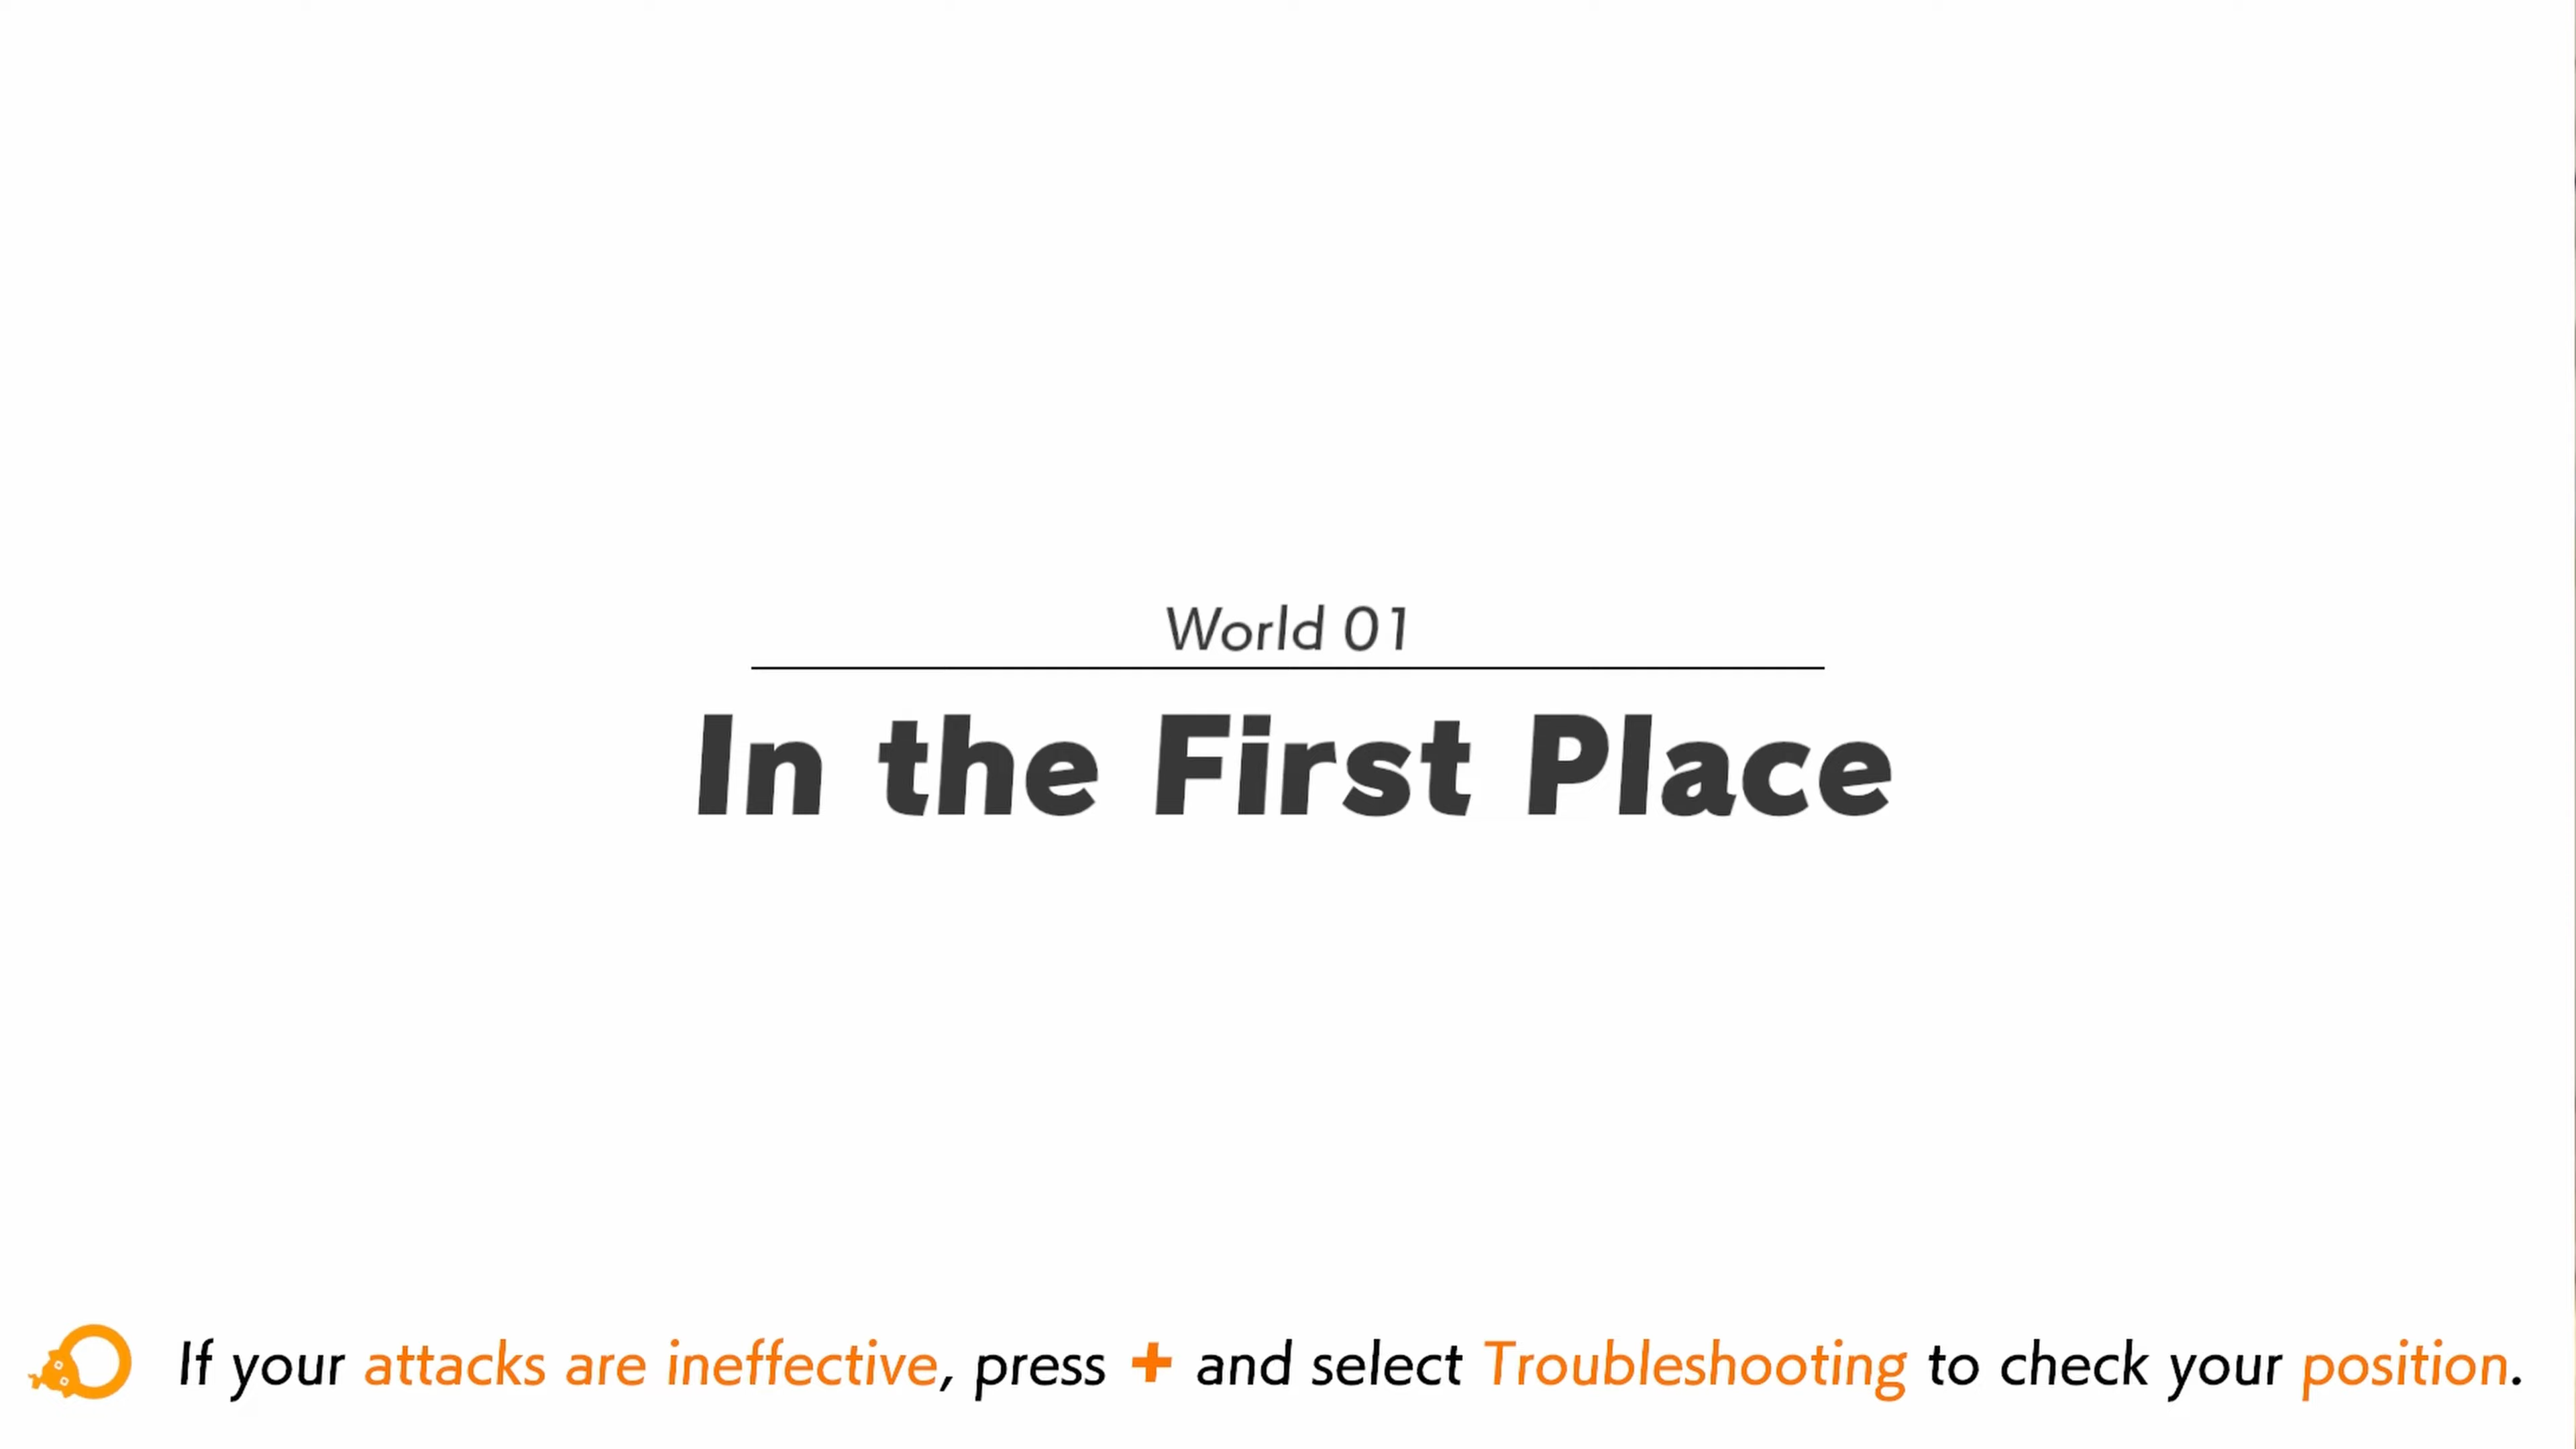 World 01
In the First Place
If your attacks are ineffective, press + and select Troubleshooting to check your position.